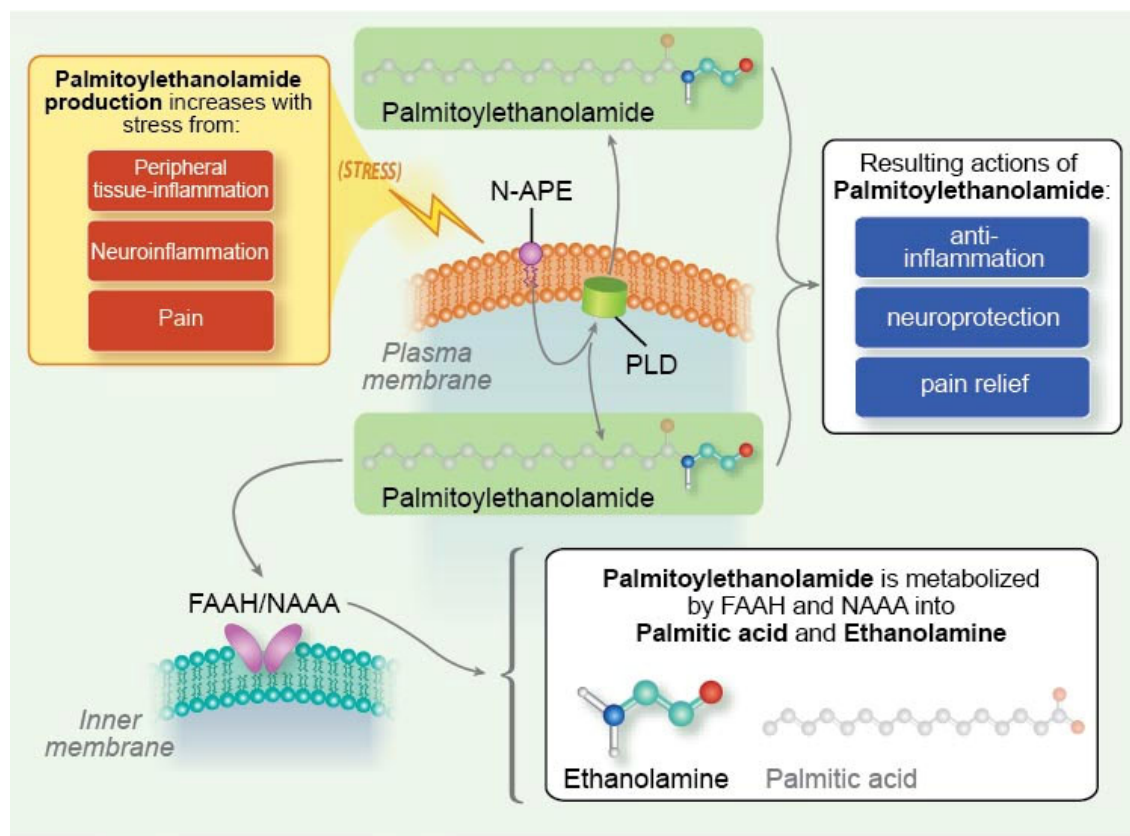 Palmitoylethanolamide
production increases with
stress from:
Peripheral
tissue-inflammation
Neuroinflammation
Pain
(STRESS)
Palmitoylethanolamide
N-APE
PLD
Plasma
membrane
Palmitoylethanolamide
Resulting actions of
Palmitoylethanolamide:
anti-
inflammation
neuroprotection
pain relief
FAAH/NAAA
Inner
membrane
Palmitoylethanolamide is metabolized
by FAAH and NAAA into
Palmitic acid and Ethanolamine
Ethanolamine
Palmitic acid